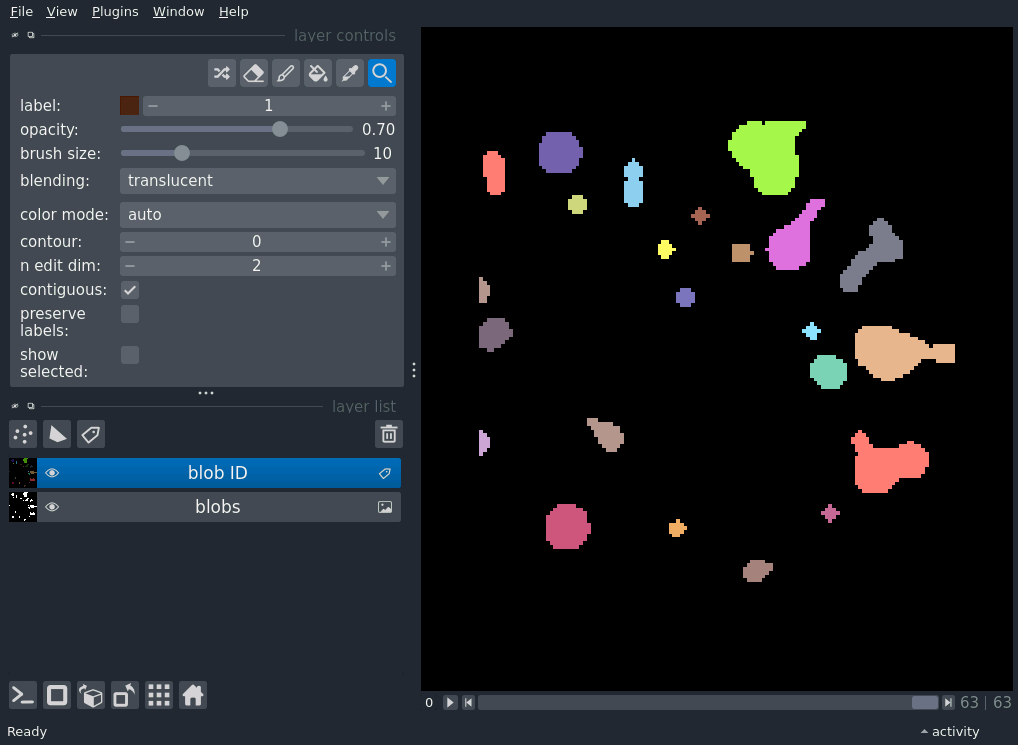 File View Plugins Window Help
layer controls
label: 1
opacity: 0.70
brush size: 10
blending: translucent
color mode: auto
contour: 0
n edit dim: 2
contiguous:
preserve
labels:
show
selected:
layer list
blob ID
blobs
0 63 | 63
Ready activity